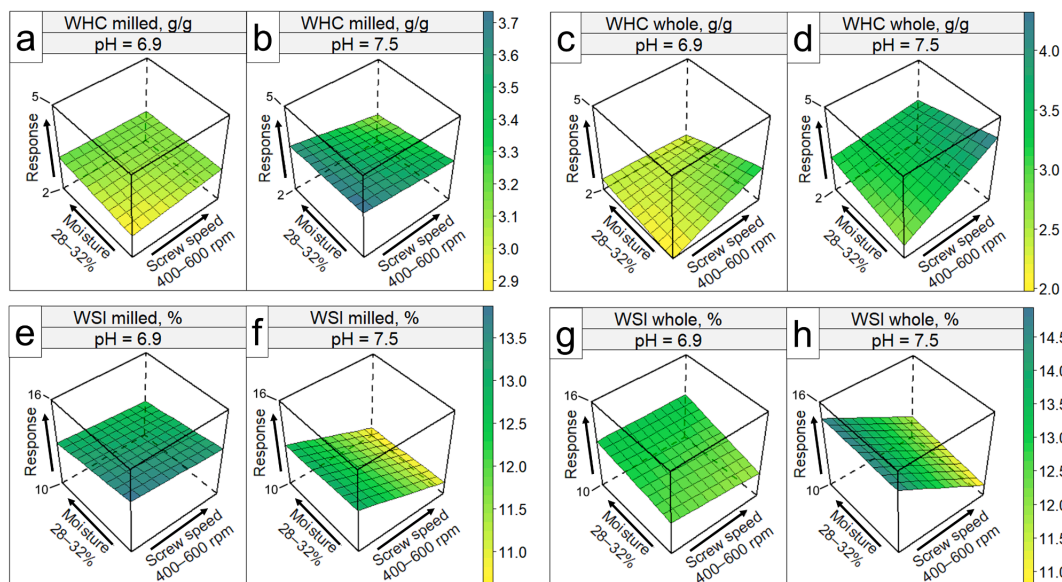 a
WHC milled, g/g
pH = 6.9
5
2
Response
Moisture
28–32%
Screw speed
400–600 rpm
b
WHC milled, g/g
pH = 7.5
5
2
Response
Moisture
28–32%
Screw speed
400–600 rpm
3.7
3.6
3.5
3.4
3.3
3.2
3.1
3.0
2.9
c
WHC whole, g/g
pH = 6.9
5
2
Response
Moisture
28–32%
Screw speed
400–600 rpm
d
WHC whole, g/g
pH = 7.5
5
2
Response
Moisture
28–32%
Screw speed
400–600 rpm
4.0
3.5
3.0
2.5
2.0
e
WSI milled, %
pH = 6.9
16
10
Response
Moisture
28–32%
Screw speed
400–600 rpm
f
WSI milled, %
pH = 7.5
16
10
Response
Moisture
28–32%
Screw speed
400–600 rpm
13.5
13.0
12.5
12.0
11.5
11.0
g
WSI whole, %
pH = 6.9
16
10
Response
Moisture
28–32%
Screw speed
400–600 rpm
h
WSI whole, %
pH = 7.5
16
10
Response
Moisture
28–32%
Screw speed
400–600 rpm
14.5
14.0
13.5
13.0
12.5
12.0
11.5
11.0